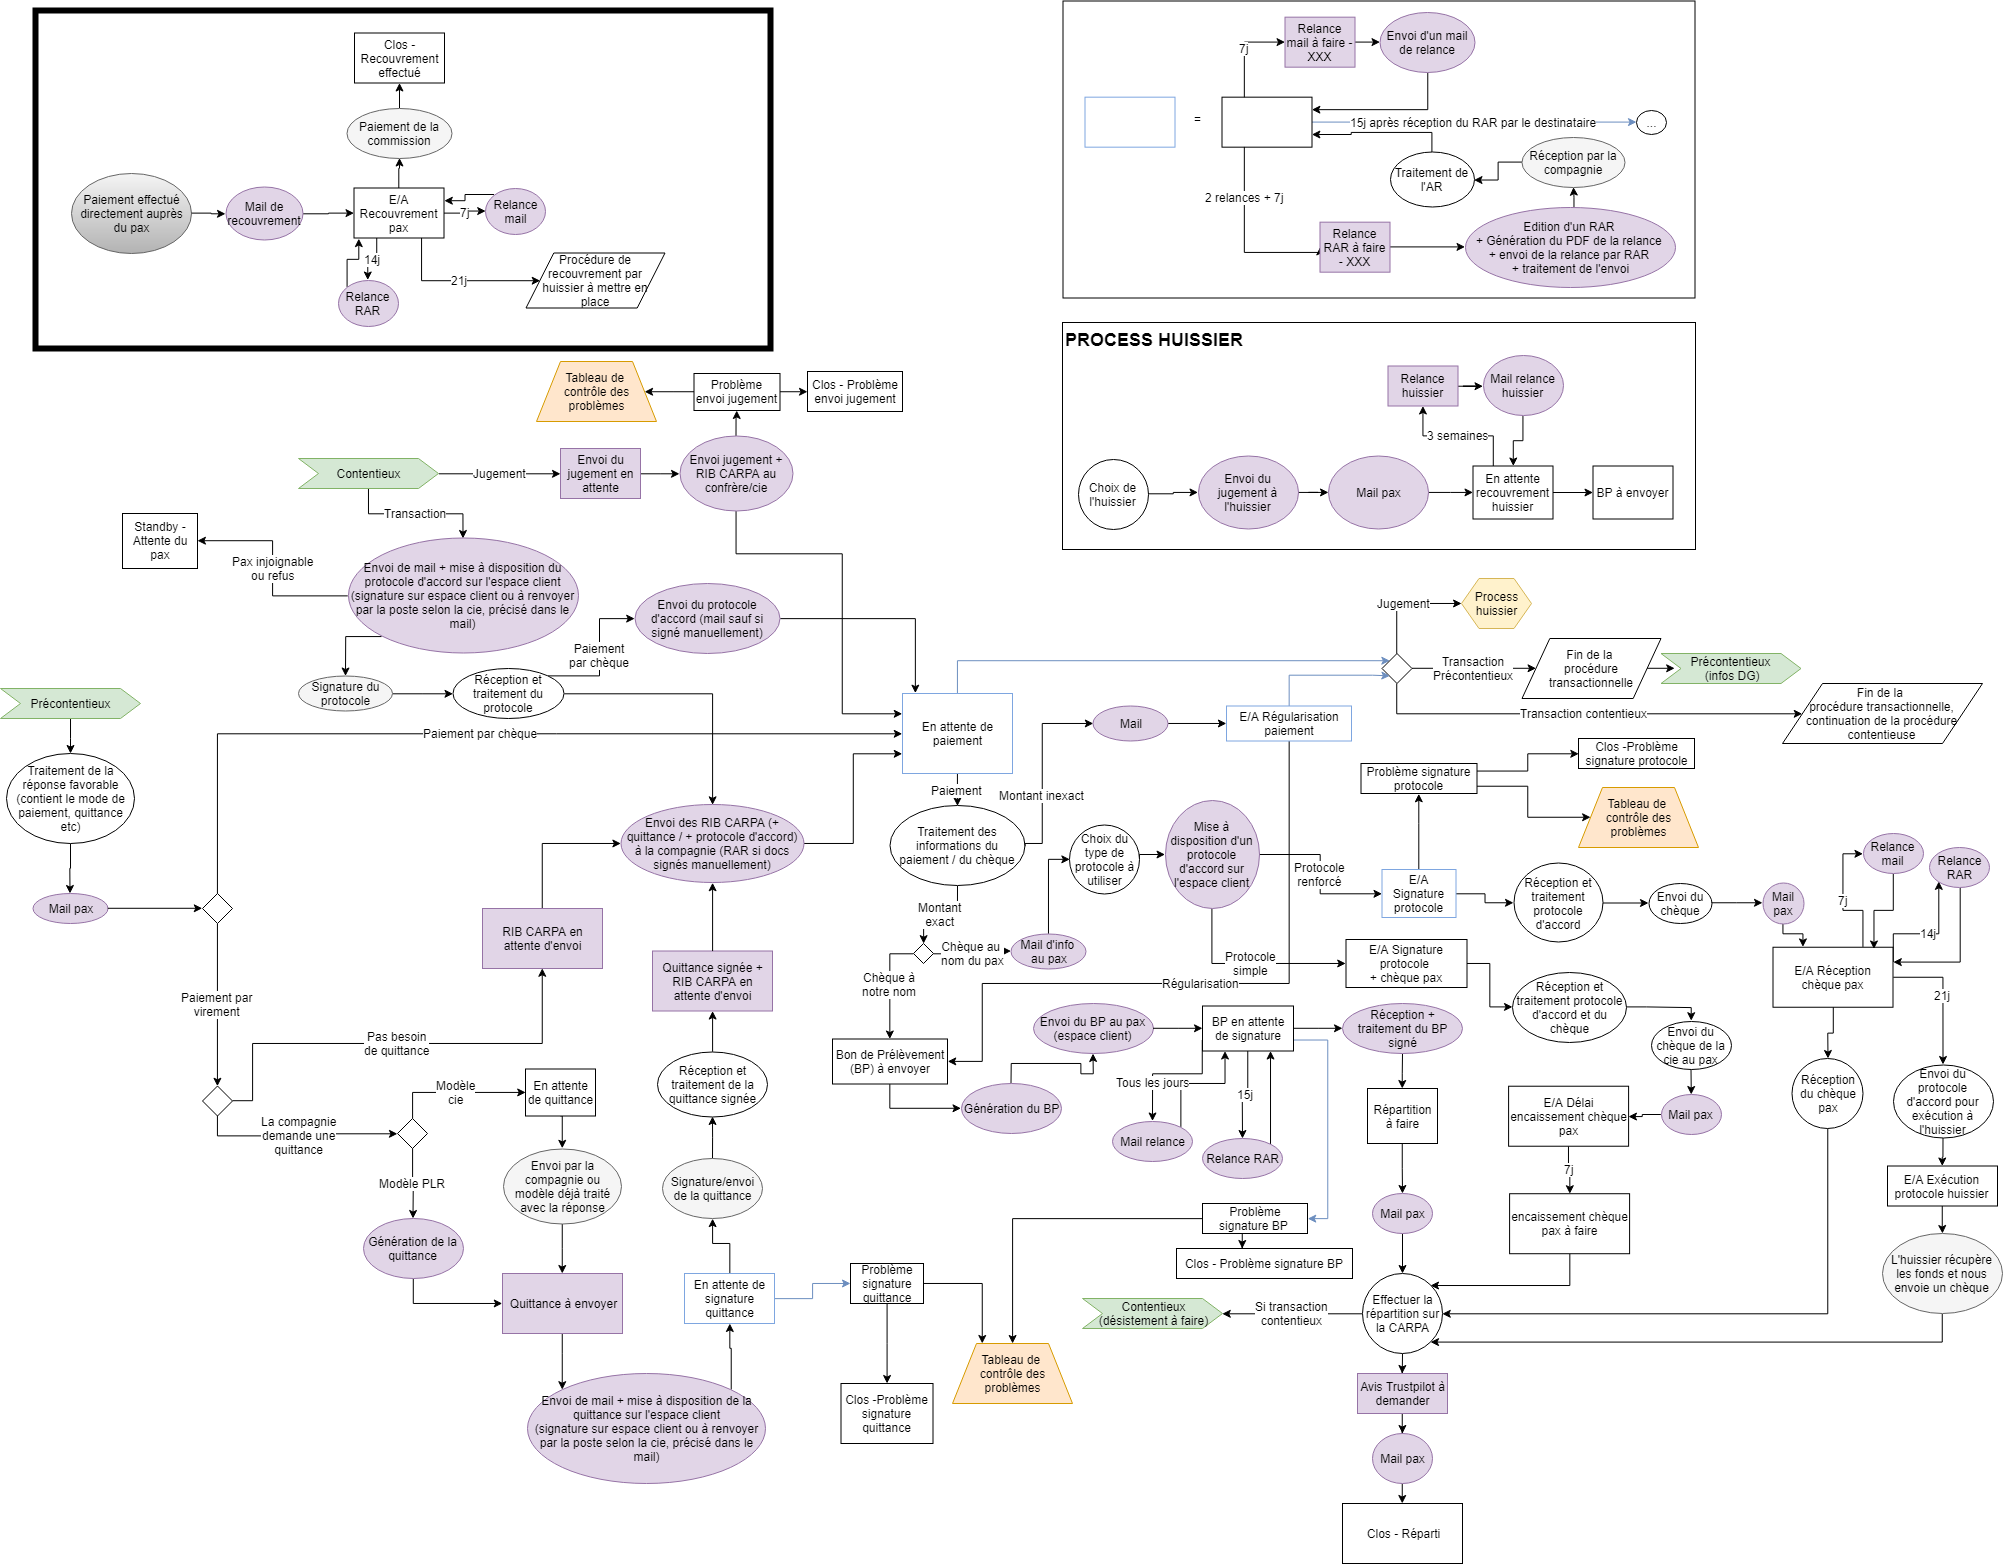 Clos -
Recouvrement
effectué
Paiement de la
commission
Paiement effectué
directement auprès
du pax
Mail de
recouvrement
E/A
Recouvrement
pax
7j
Relance
mail
14j
Relance
RAR
21j
Procédure de
recouvrement par
huissier à mettre en
place
7j
Relance
mail à faire -
XXX
Envoi d'un mail
de relance
=
15j après réception du RAR par le destinataire
...
Traitement de
l'AR
Réception par la
compagnie
2 relances + 7j
Relance
RAR à faire
- XXX
Edition d'un RAR
+ Génération du PDF de la relance
+ envoi de la relance par RAR
+ traitement de l'envoi
PROCESS HUISSIER
Relance
huissier
Mail relance
huissier
3 semaines
Choix de
l'huissier
Envoi du
jugement à
l'huissier
Mail pax
En attente
recouvrement
huissier
BP à envoyer
Tableau de
contrôle des
problèmes
Problème
envoi jugement
Clos - Problème
envoi jugement
Contentieux
Jugement
Envoi du
jugement en
attente
Envoi jugement +
RIB CARPA au
confrère/cie
Transaction
Standby -
Attente du
pax
Pax injoignable
ou refus
Envoi de mail + mise à disposition du
protocole d'accord sur l'espace client
(signature sur espace client ou à renvoyer
par la poste selon la cie, précisé dans le
mail)
Envoi du protocole
d'accord (mail sauf si
signé manuellement)
Paiement
par chèque
Signature du
protocole
Réception et
traitement du
protocole
Jugement
Process
huissier
Transaction
Précontentieux
Fin de la
procédure
transactionnelle
Précontentieux
(infos DG)
Transaction contentieux
Fin de la
procédure transactionnelle,
continuation de la procédure
contentieuse
Précontentieux
Traitement de la
réponse favorable
(contient le mode de
paiement, quittance
etc)
Mail pax
Paiement par chèque
En attente de
paiement
Mail
E/A Régularisation
paiement
Paiement
Montant inexact
Traitement des
informations du
paiement / du chèque
Envoi des RIB CARPA (+
quittance / + protocole d'accord)
à la compagnie (RAR si docs
signés manuellement)
Choix du
type de
protocole à
utiliser
Mise à
disposition d'un
protocole
d'accord sur
l'espace client
Protocole
renforcé
Problème signature
protocole
Clos -Problème
signature protocole
Tableau de
contrôle des
problèmes
E/A
Signature
protocole
Réception et
traitement
protocole
d'accord
Envoi du
chèque
Mail
pax
Relance
mail
Relance
RAR
7j
14j
E/A Réception
chèque pax
21j
Montant
exact
Chèque au
nom du pax
Mail d'info
au pax
Chèque à
notre nom
Protocole
simple
E/A Signature
protocole
+ chèque pax
Régularisation
RIB CARPA en
attente d'envoi
Quittance signée +
RIB CARPA en
attente d'envoi
Paiement par
virement
Pas besoin
de quittance
La compagnie
demande une
quittance
Modèle
cie
En attente
de quittance
Modèle PLR
Envoi par la
compagnie ou
modèle déjà traité
avec la réponse
Génération de la
quittance
Quittance à envoyer
Réception et
traitement de la
quittance signée
Signature/envoi
de la quittance
En attente de
signature
quittance
Envoi de mail + mise à disposition de la
quittance sur l'espace client
(signature sur espace client ou à renvoyer
par la poste selon la cie, précisé dans le
mail)
Problème
signature
quittance
Clos -Problème
signature
quittance
Tableau de
contrôle des
problèmes
Bon de Prélèvement
(BP) à envoyer
Génération du BP
Envoi du BP au pax
(espace client)
BP en attente
de signature
Tous les jours
15j
Mail relance
Relance RAR
Réception +
traitement du BP
signé
Répartition
à faire
Mail pax
Problème
signature BP
Clos - Problème signature BP
Réception et
traitement protocole
d'accord et du
chèque
Envoi du
chèque de la
cie au pax
Mail pax
E/A Délai
encaissement chèque
pax
7j
encaissement chèque
pax à faire
Réception
du chèque
pax
Envoi du
protocole
d'accord pour
exécution à
l'huissier
E/A Exécution
protocole huissier
L'huissier récupère
les fonds et nous
envoie un chèque
Contentieux
(désistement à faire)
Si transaction
contentieux
Effectuer la
répartition sur
la CARPA
Avis Trustpilot à
demander
Mail pax
Clos - Réparti